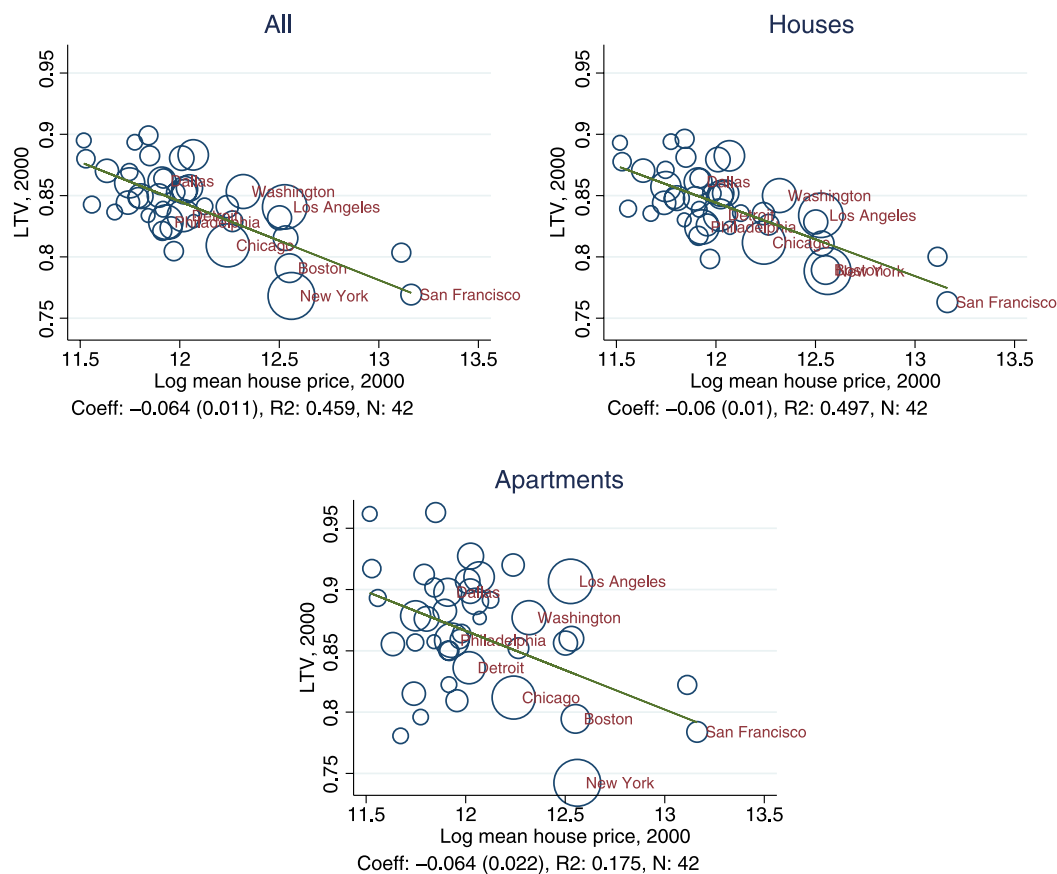 All
LTV, 2000
0.95
0.9
0.85
0.8
0.75
Dallas
Washington
Los Angeles
Detroit
Philadelphia
Chicago
Boston
New York
San Francisco
11.5 12 12.5 13 13.5
Log mean house price, 2000
Coeff: −0.064 (0.011), R2: 0.459, N: 42
Houses
LTV, 2000
0.95
0.9
0.85
0.8
0.75
Dallas
Washington
Los Angeles
Detroit
Philadelphia
Chicago
Boston
New York
San Francisco
11.5 12 12.5 13 13.5
Log mean house price, 2000
Coeff: −0.06 (0.01), R2: 0.497, N: 42
Apartments
LTV, 2000
0.95
0.9
0.85
0.8
0.75
Los Angeles
Dallas
Washington
Philadelphia
Detroit
Chicago
Boston
San Francisco
New York
11.5 12 12.5 13 13.5
Log mean house price, 2000
Coeff: −0.064 (0.022), R2: 0.175, N: 42